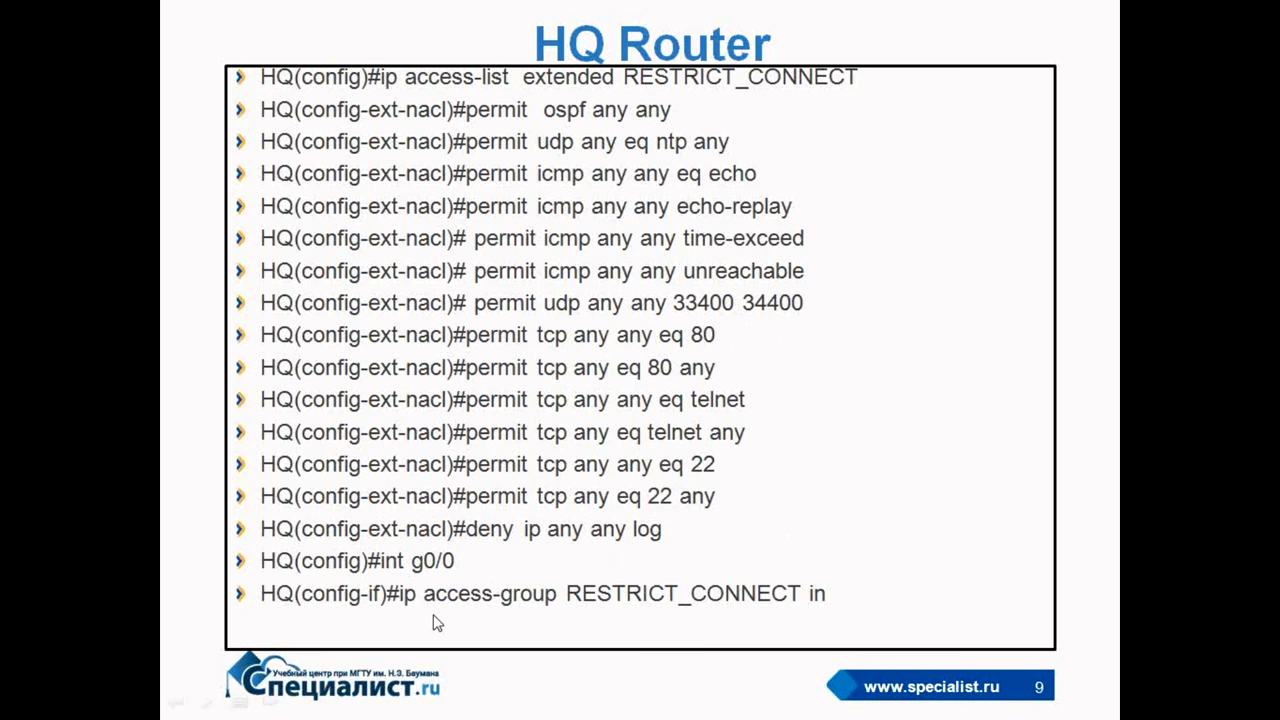 HQ Router
HQ(config)#ip access-list extended RESTRICT_CONNECT
HQ(config-ext-nacl)#permit ospf any any
HQ(config-ext-nacl)#permit udp any eq ntp any
HQ(config-ext-nacl)#permit icmp any any eq echo
HQ(config-ext-nacl)#permit icmp any any echo-replay
HQ(config-ext-nacl)# permit icmp any any time-exceed
HQ(config-ext-nacl)# permit icmp any any unreachable
HQ(config-ext-nacl)# permit udp any any 33400 34400
HQ(config-ext-nacl)#permit tcp any any eq 80
HQ(config-ext-nacl)#permit tcp any eq 80 any
HQ(config-ext-nacl)#permit tcp any any eq telnet
HQ(config-ext-nacl)#permit tcp any eq telnet any
HQ(config-ext-nacl)#permit tcp any any eq 22
HQ(config-ext-nacl)#permit tcp any eq 22 any
HQ(config-ext-nacl)#deny ip any any log
HQ(config)#int g0/0
HQ(config-if)#ip access-group RESTRICT_CONNECT in
Учебный центр при МГТУ им. Н.Э. Баумана
Специалист.ru
www.specialist.ru 9